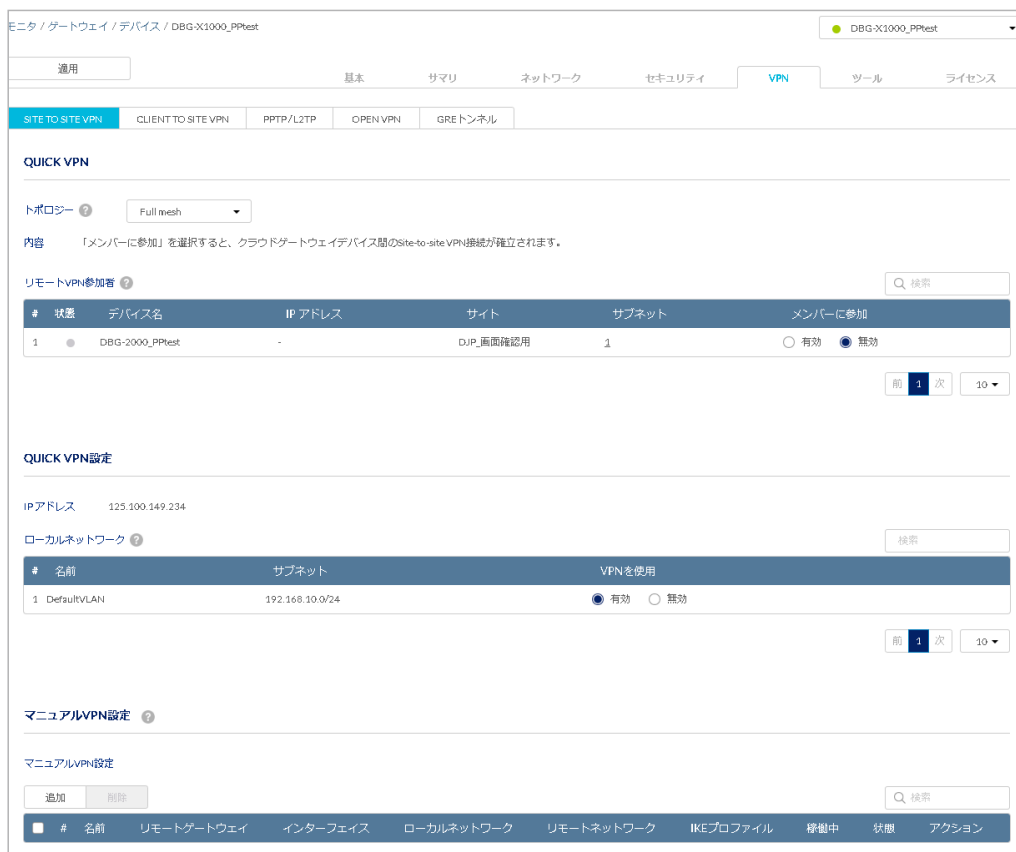 モニタ / ゲートウェイ / デバイス / DBG-X1000_PPtest
DBG-X1000_PPtest
適用
基本 サマリ ネットワーク セキュリティ VPN ツール ライセンス
SITE TO SITE VPN CLIENT TO SITE VPN PPTP/L2TP OPEN VPN GREトンネル
QUICK VPN
トポロジー ? Full mesh
内容 「メンバーに参加」を選択すると、クラウドゲートウェイデバイス間のSite-to-site VPN接続が確立されます。
リモートVPN参加者 ? 検索
# 状態 デバイス名 IP アドレス サイト サブネット メンバーに参加
1 DBG-2000_PPtest - DJP_画面確認用 1 有効 無効
前 1 次 10
QUICK VPN設定
IPアドレス 125.100.149.234
ローカルネットワーク ? 検索
# 名前 サブネット VPNを使用
1 DefaultVLAN 192.168.10.0/24 有効 無効
前 1 次 10
マニュアルVPN設定 ?
マニュアルVPN設定
追加 削除 検索
# 名前 リモートゲートウェイ インターフェイス ローカルネットワーク リモートネットワーク IKEプロファイル 稼働中 状態 アクション